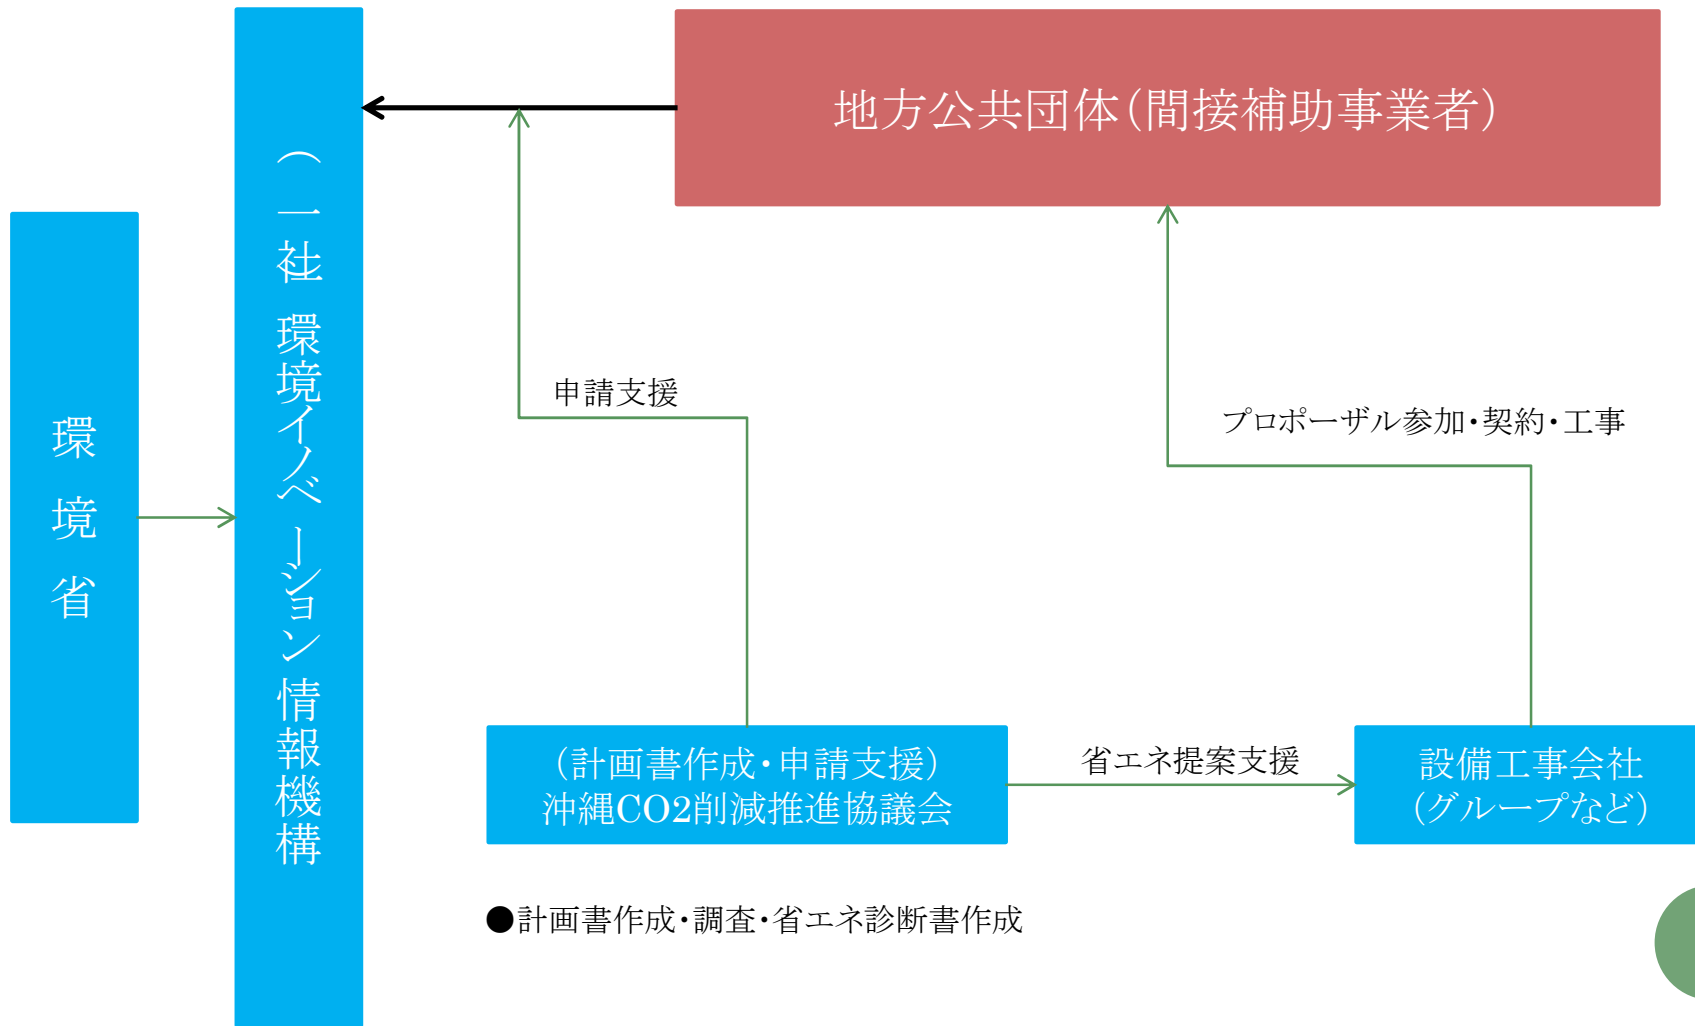 地方公共団体（間接補助事業者）
（一社）環境イノベーション情報機構
環境省
申請支援
プロポーザル参加・契約・工事
（計画書作成・申請支援）
沖縄CO2削減推進協議会
省エネ提案支援
設備工事会社
（グループなど）
●計画書作成・調査・省エネ診断書作成